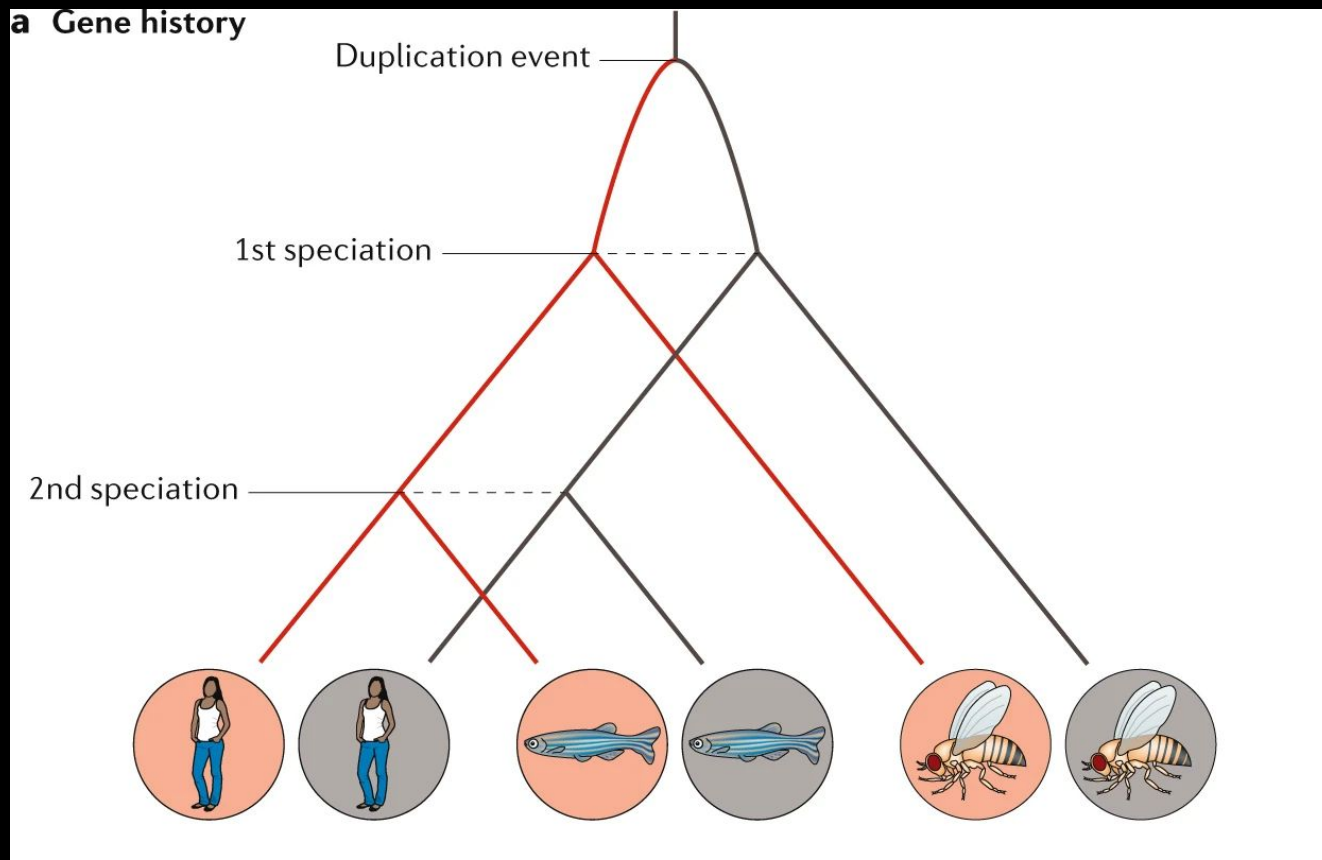 a Gene history
Duplication event
1st speciation
2nd speciation